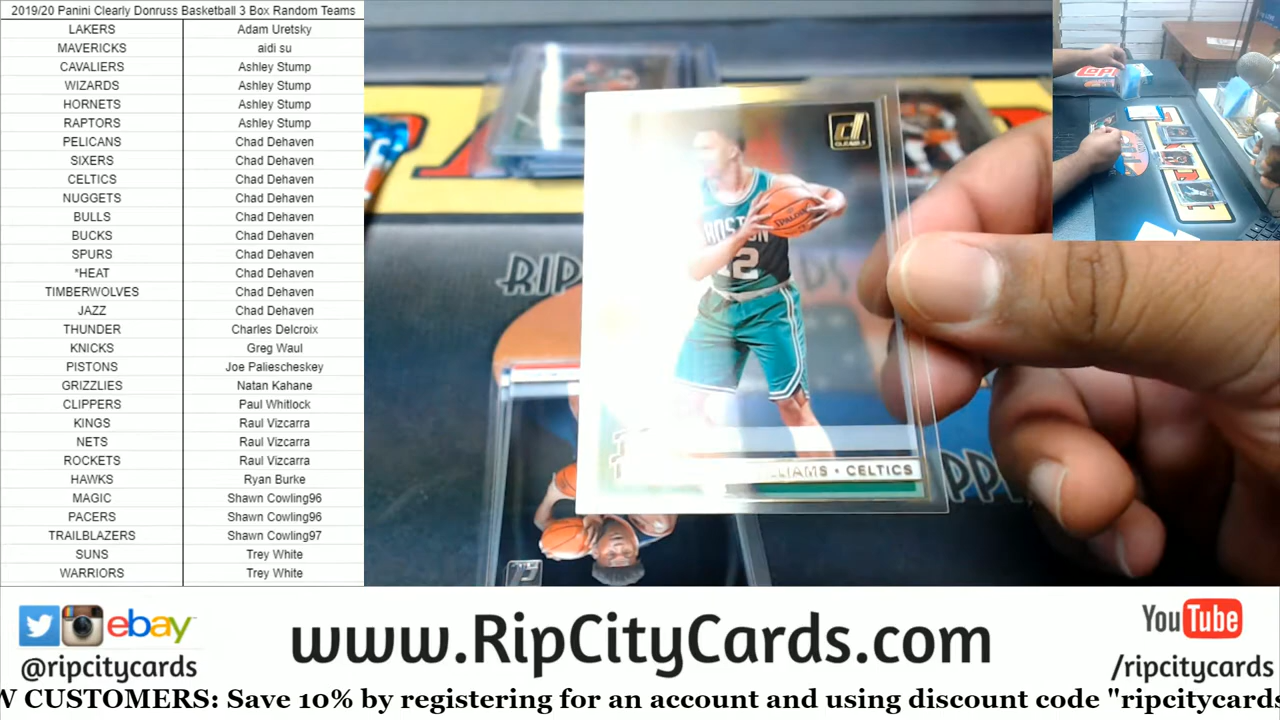 2019/20 Panini Clearly Donruss Basketball 3 Box Random Teams
LAKERS Adam Uretsky
MAVERICKS aidi su
CAVALIERS Ashley Stump
WIZARDS Ashley Stump
HORNETS Ashley Stump
RAPTORS Ashley Stump
PELICANS Chad Dehaven
SIXERS Chad Dehaven
CELTICS Chad Dehaven
NUGGETS Chad Dehaven
BULLS Chad Dehaven
BUCKS Chad Dehaven
SPURS Chad Dehaven
*HEAT Chad Dehaven
TIMBERWOLVES Chad Dehaven
JAZZ Chad Dehaven
THUNDER Charles Delcroix
KNICKS Greg Waul
PISTONS Joe Paliescheskey
GRIZZLIES Natan Kahane
CLIPPERS Paul Whitlock
KINGS Raul Vizcarra
NETS Raul Vizcarra
ROCKETS Raul Vizcarra
HAWKS Ryan Burke
MAGIC Shawn Cowling96
PACERS Shawn Cowling96
TRAILBLAZERS Shawn Cowling97
SUNS Trey White
WARRIORS Trey White
d
CLEARLY
SPALDING
BOSTON
12
LLIAMS • CELTICS
RIP
ebay
@ripcitycards
www.RipCityCards.com
YouTube
/ripcitycards
W CUSTOMERS: Save 10% by registering for an account and using discount code "ripcitycards